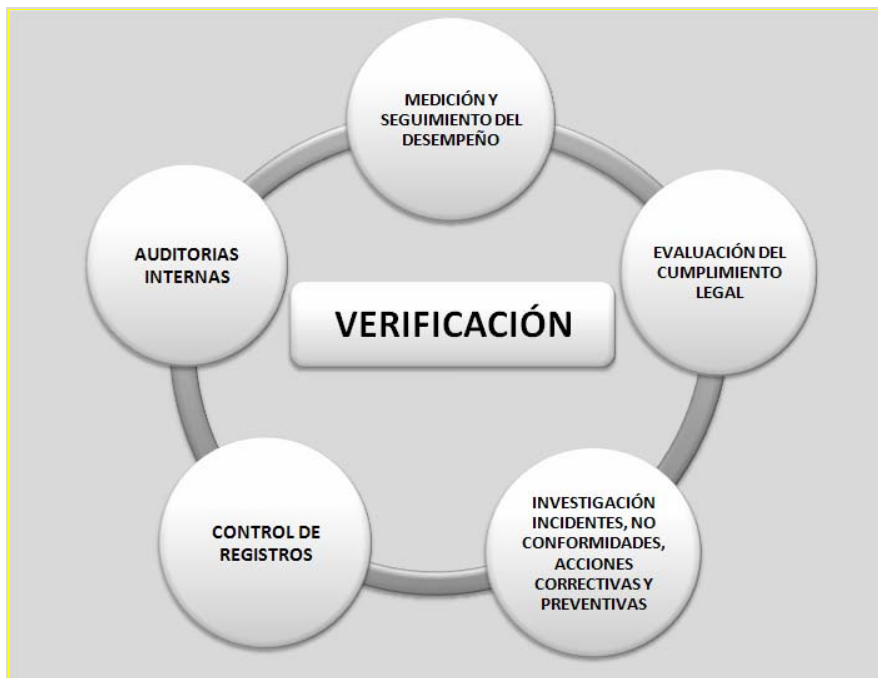 MEDICIÓN Y
SEGUIMIENTO DEL
DESEMPEÑO
EVALUACIÓN DEL
CUMPLIMIENTO
LEGAL
INVESTIGACIÓN
INCIDENTES, NO
CONFORMIDADES,
ACCIONES
CORRECTIVAS Y
PREVENTIVAS
CONTROL DE
REGISTROS
AUDITORIAS
INTERNAS
VERIFICACIÓN